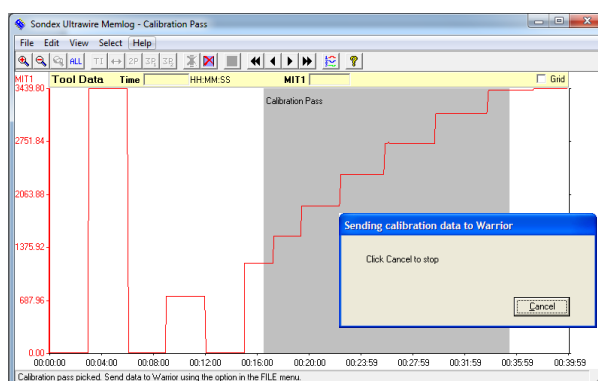 Sondex Ultrawire Memlog - Calibration Pass
File Edit View Select Help
ALL TI 2P 3P 3P
MIT1 Tool Data Time HH:MM:SS MIT1 Grid
3439.80
Calibration Pass
2751.84
2063.88
1375.92
687.96
0.00
Sending calibration data to Warrior
Click Cancel to stop
Cancel
00:00:00 00:04:00 00:08:00 00:12:00 00:16:00 00:20:00 00:23:59 00:27:59 00:31:59 00:35:59 00:39:59
Calibration pass picked. Send data to Warior using the option in the FILE menu.